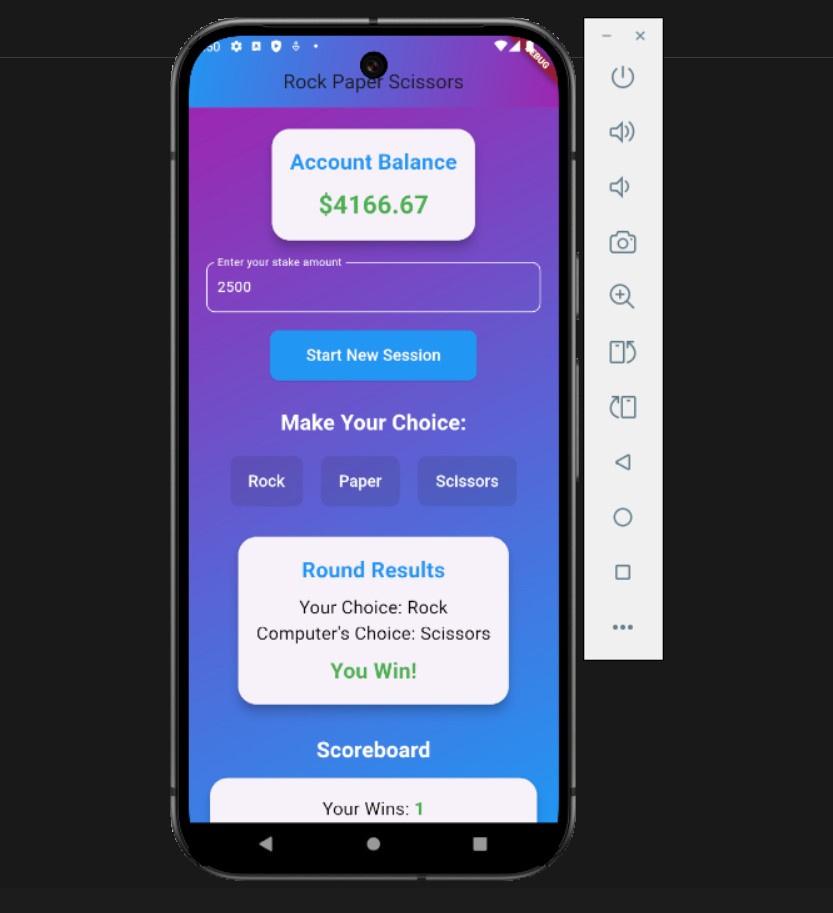 DEBUG
Rock Paper Scissors
Account Balance
$4166.67
Enter your stake amount
2500
Start New Session
Make Your Choice:
Rock Paper Scissors
Round Results
Your Choice: Rock
Computer's Choice: Scissors
You Win!
Scoreboard
Your Wins: 1